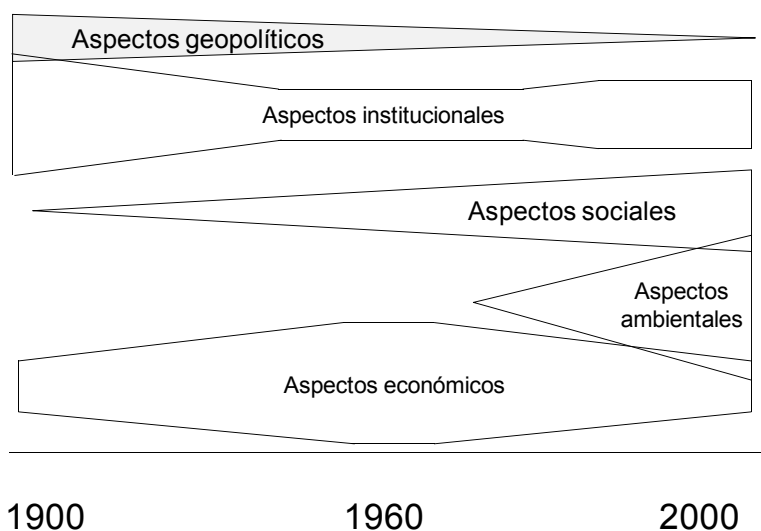 Aspectos geopolíticos
Aspectos institucionales
Aspectos sociales
Aspectos
ambientales
Aspectos económicos
1900 1960 2000